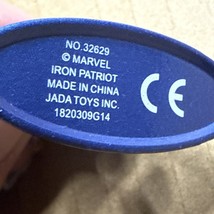 NO.32629
© MARVEL
IRON PATRIOT
MADE IN CHINA
JADA TOYS INC.
1820309G14
CE